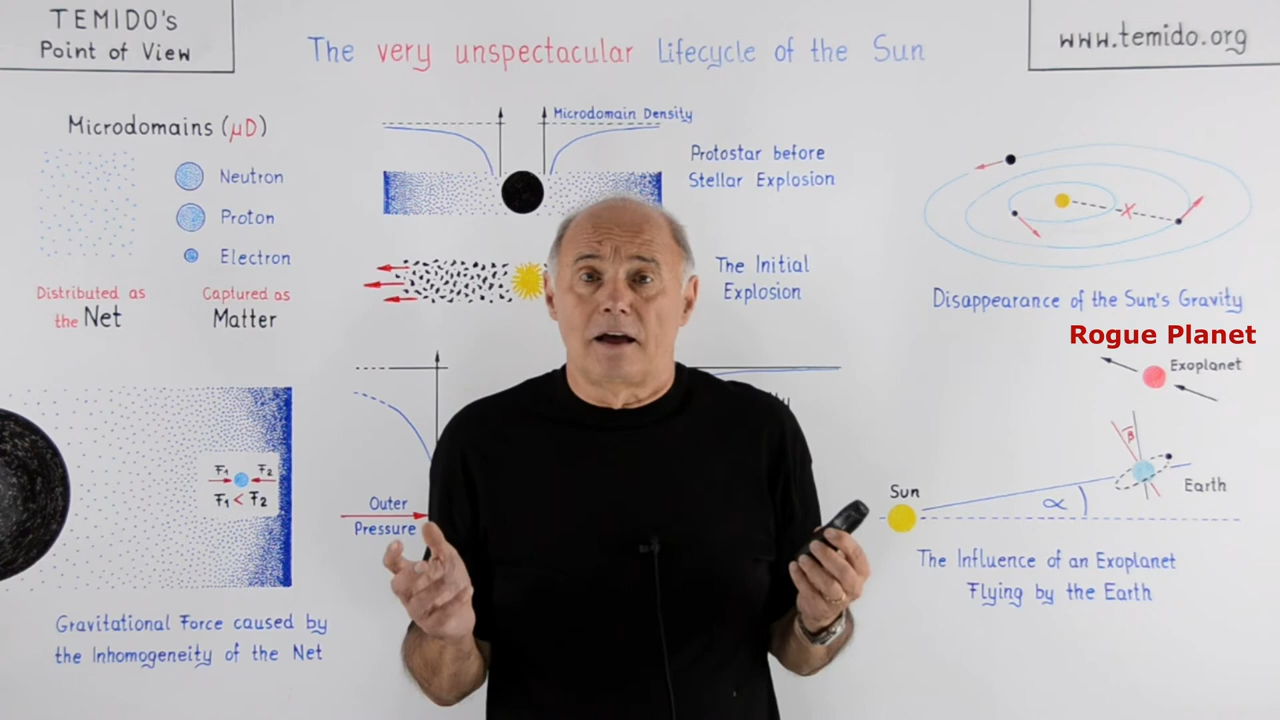 TEMIDO's
Point of View
The very unspectacular Lifecycle of the Sun
www.temido.org
Microdomains (µD)
Neutron
Proton
Electron
Distributed as
the Net
Captured as
Matter
Microdomain Density
Protostar before
Stellar Explosion
The Initial
Explosion
Outer
Pressure
Disappearance of the Sun's Gravity
Rogue Planet
Exoplanet
β
Sun
α
Earth
The Influence of an Exoplanet
Flying by the Earth
F₁ F₂
F₁ < F₂
Gravitational Force caused by
the Inhomogeneity of the Net